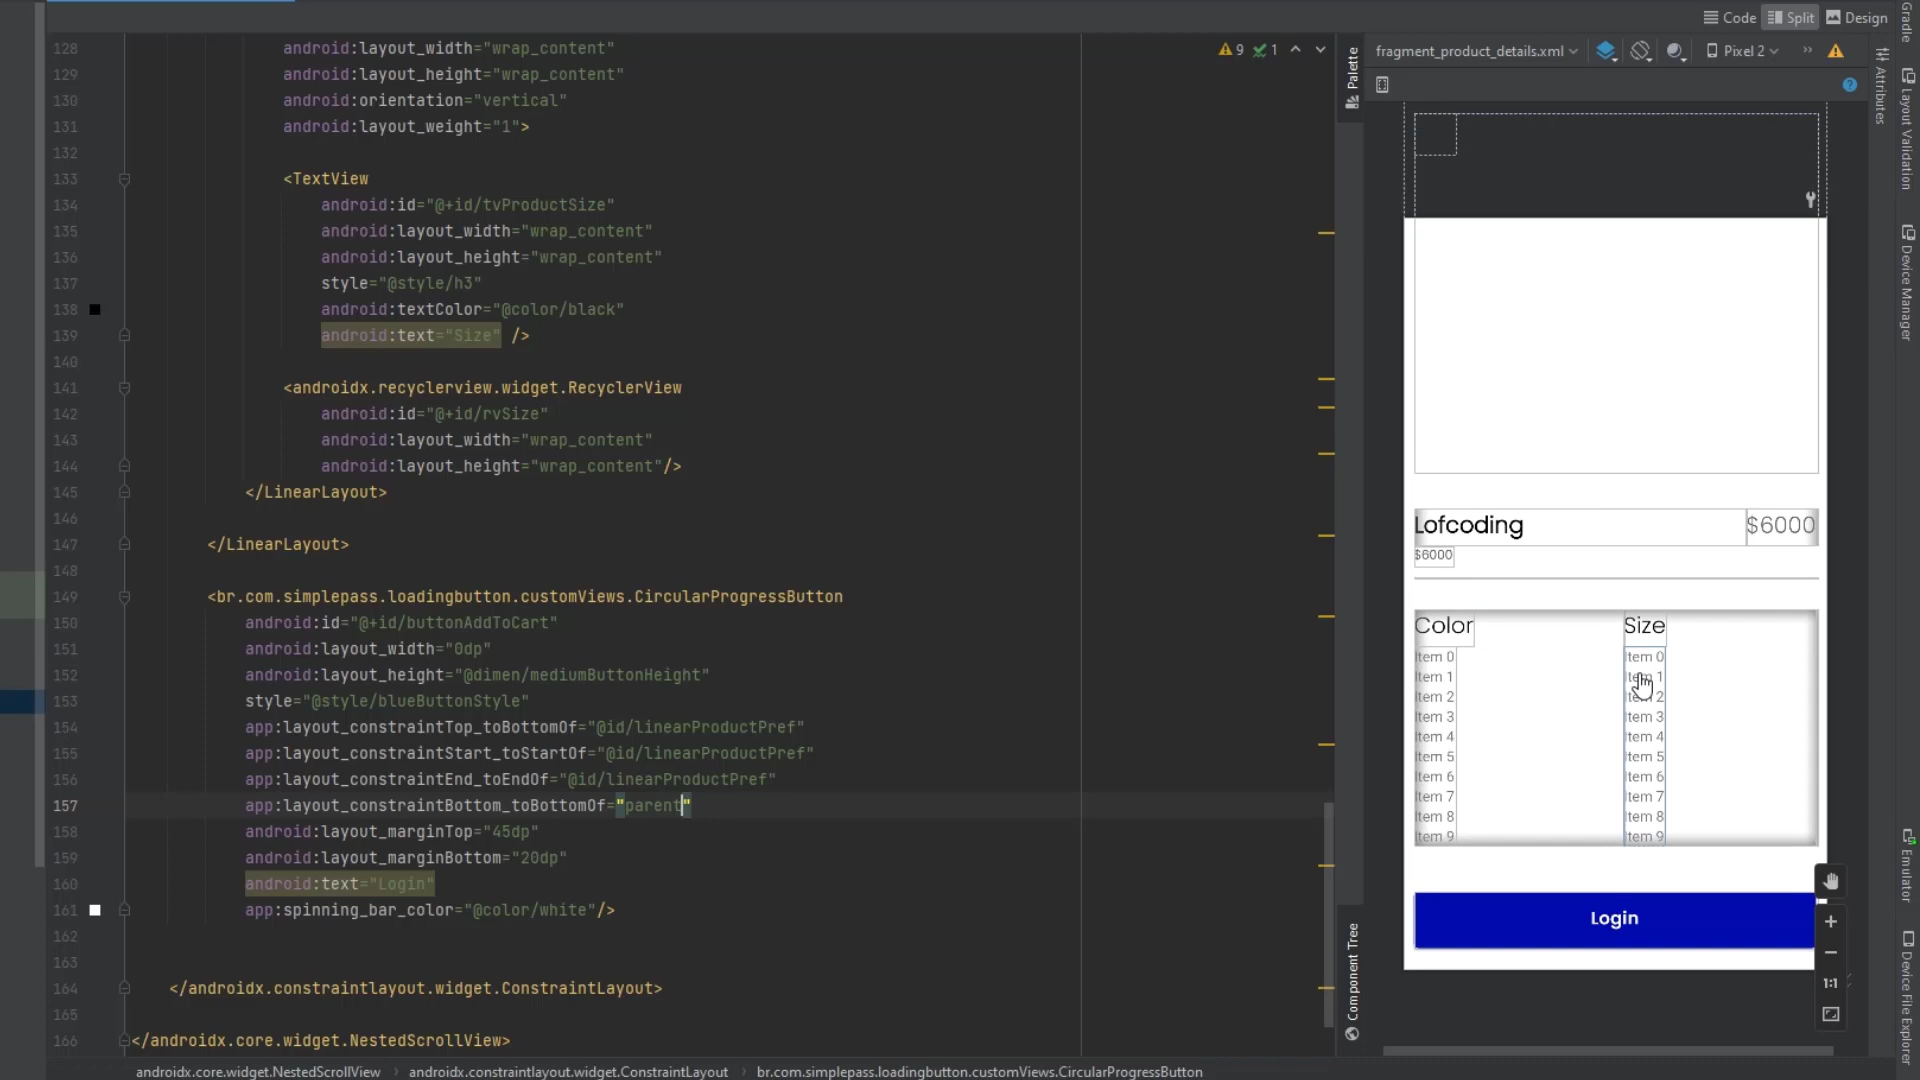 Code
Split
Design
128 android:layout_width="wrap_content"
129 android:layout_height="wrap_content"
130 android:orientation="vertical"
131 android:layout_weight="1">
132
133 <TextView
134 android:id="@+id/tvProductSize"
135 android:layout_width="wrap_content"
136 android:layout_height="wrap_content"
137 style="@style/h3"
138 android:textColor="@color/black"
139 android:text="Size" />
140
141 <androidx.recyclerview.widget.RecyclerView
142 android:id="@+id/rvSize"
143 android:layout_width="wrap_content"
144 android:layout_height="wrap_content"/>
145 </LinearLayout>
146
147 </LinearLayout>
148
149 <br.com.simplepass.loadingbutton.customViews.CircularProgressButton
150 android:id="@+id/buttonAddToCart"
151 android:layout_width="0dp"
152 android:layout_height="@dimen/mediumButtonHeight"
153 style="@style/blueButtonStyle"
154 app:layout_constraintTop_toBottomOf="@id/linearProductPref"
155 app:layout_constraintStart_toStartOf="@id/linearProductPref"
156 app:layout_constraintEnd_toEndOf="@id/linearProductPref"
157 app:layout_constraintBottom_toBottomOf="parent"
158 android:layout_marginTop="45dp"
159 android:layout_marginBottom="20dp"
160 android:text="Login"
161 app:spinning_bar_color="@color/white"/>
162
163
164 </androidx.constraintlayout.widget.ConstraintLayout>
165
166 </androidx.core.widget.NestedScrollView>
androidx.core.widget.NestedScrollView › androidx.constraintlayout.widget.ConstraintLayout › br.com.simplepass.loadingbutton.customViews.CircularProgressButton
9 1
Palette
Component Tree
fragment_product_details.xml
Pixel 2
»
?
Lofcoding $6000
$6000
Color Size
Item 0 Item 0
Item 1 Item 1
Item 2 Item 2
Item 3 Item 3
Item 4 Item 4
Item 5 Item 5
Item 6 Item 6
Item 7 Item 7
Item 8 Item 8
Item 9 Item 9
Login
+
−
1:1
Attributes
Gradle
Layout Validation
Device Manager
Emulator
Device File Explorer